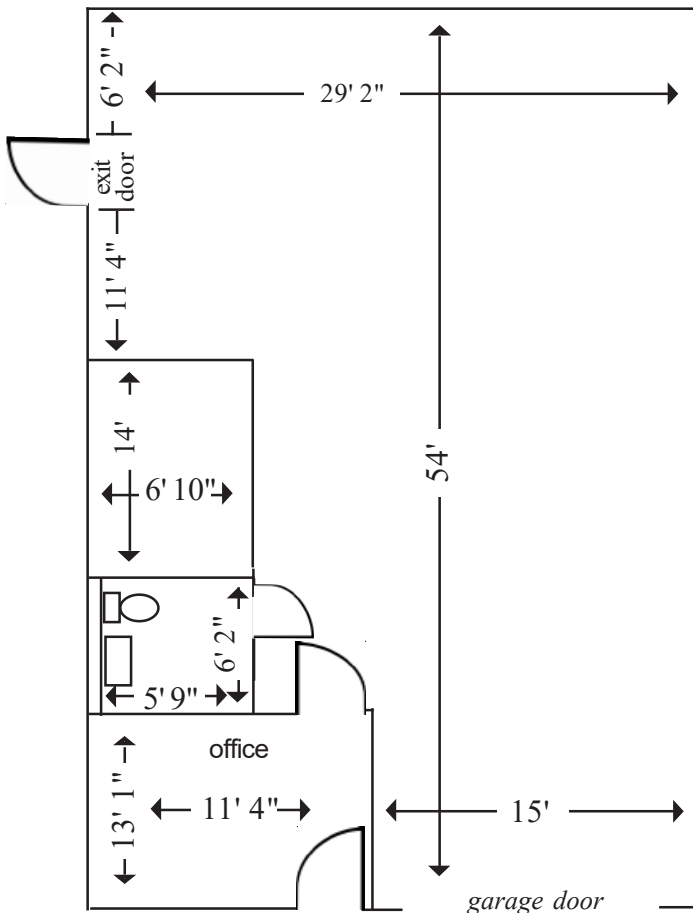 6' 2"
29' 2"
exit
door
11' 4"
14'
6' 10"
54'
6' 2"
5' 9"
office
13' 1"
11' 4"
15'
garage door